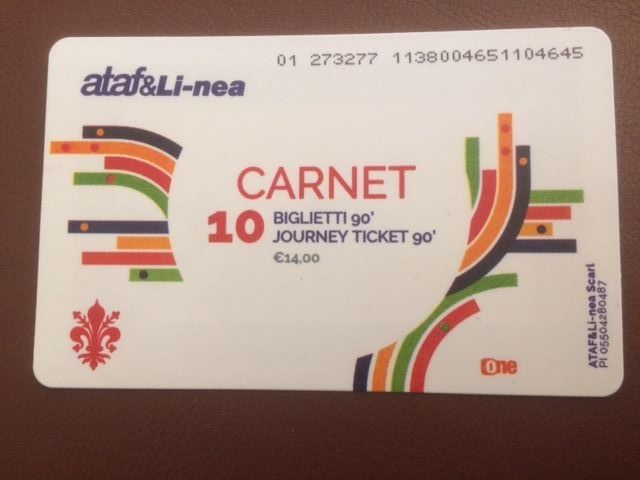 01 273277 1138004651104645
ataf&Li-nea
CARNET
10 BIGLIETTI 90'
JOURNEY TICKET 90'
€14,00
one
ATAF&Li-nea Scarl
PI 05504280487